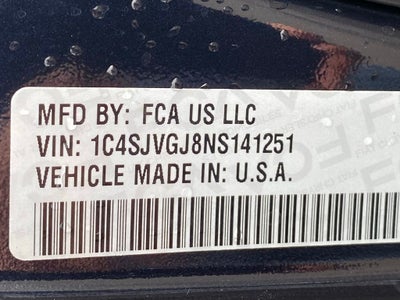 MFD BY: FCA US LLC
VIN: 1C4SJVGJ8NS141251
VEHICLE MADE IN: U.S.A.